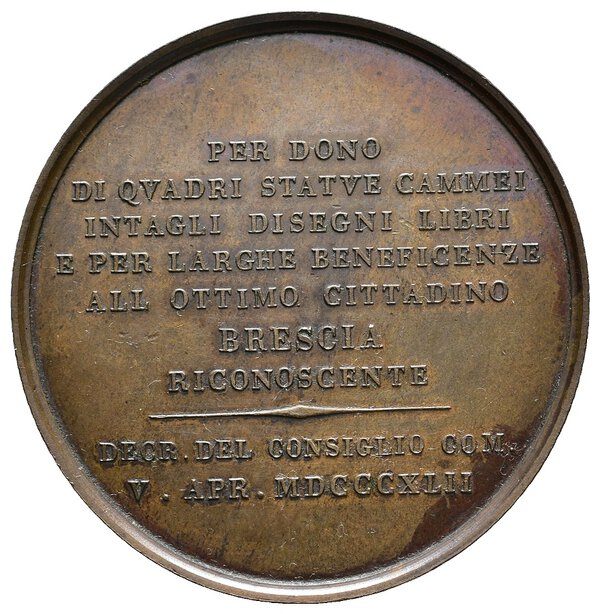 PER DONO
DI QVADRI STATVE CAMMEI
INTAGLI DISEGNI LIBRI
E PER LARGHE BENEFICENZE
ALL OTTIMO CITTADINO
BRESCIA
RICONOSCENTE
DECR. DEL CONSIGLIO COM.
V. APR. MDCCCXLII